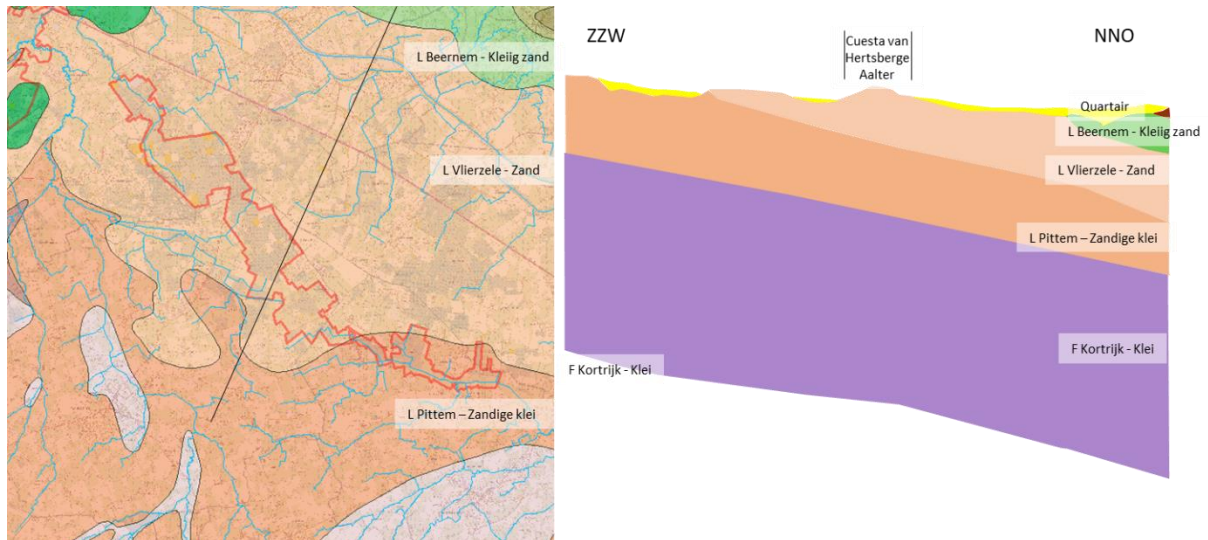 L Beernem - Kleiig zand
L Vlierzele - Zand
L Pittem – Zandige klei
ZZW
NNO
Cuesta van
Hertsberge
Aalter
Quartair
L Beernem - Kleiig zand
L Vlierzele - Zand
L Pittem – Zandige klei
F Kortrijk - Klei
F Kortrijk - Klei